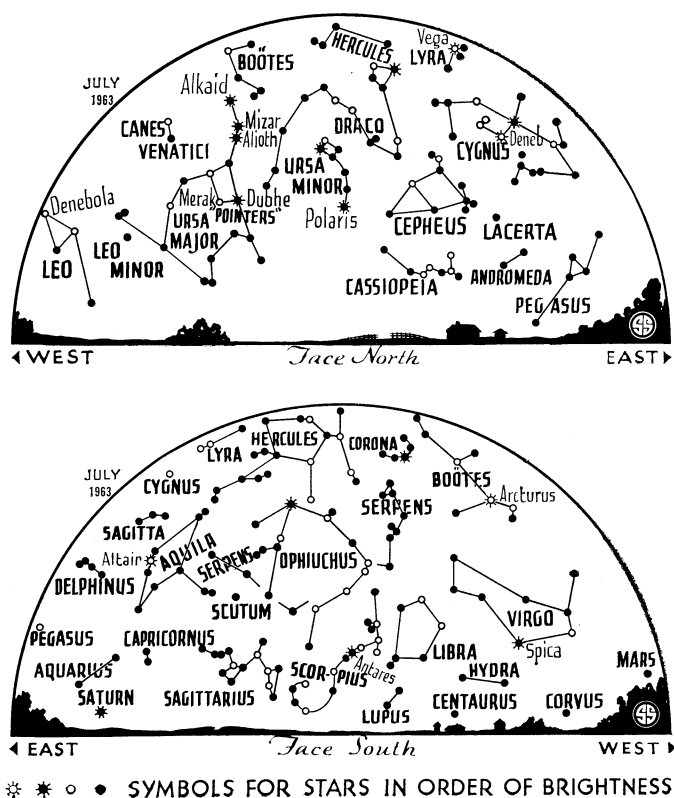 HERCULES
Vega
LYRA
BOÖTES
JULY
1963
Alkaid
CANES
VENATICI
Mizar
Alioth
DRACO
CYGNUS
Deneb
URSA
MINOR
Denebola
Merak
Dubhe
"POINTERS"
URSA
MAJOR
Polaris
CEPHEUS
LACERTA
LEO
LEO
MINOR
CASSIOPEIA
ANDROMEDA
PEGASUS
WEST
Face North
EAST
HERCULES
LYRA
CORONA
JULY
1963
CYGNUS
BOÖTES
Arcturus
SERPENS
SAGITTA
Altair
AQUILA
SERPENS
OPHIUCHUS
DELPHINUS
SCUTUM
VIRGO
Spica
PEGASUS
CAPRICORNUS
LIBRA
MARS
AQUARIUS
SCOR-PIUS
Antares
HYDRA
SATURN
SAGITTARIUS
LUPUS
CENTAURUS
CORVUS
EAST
Face South
WEST
SYMBOLS FOR STARS IN ORDER OF BRIGHTNESS